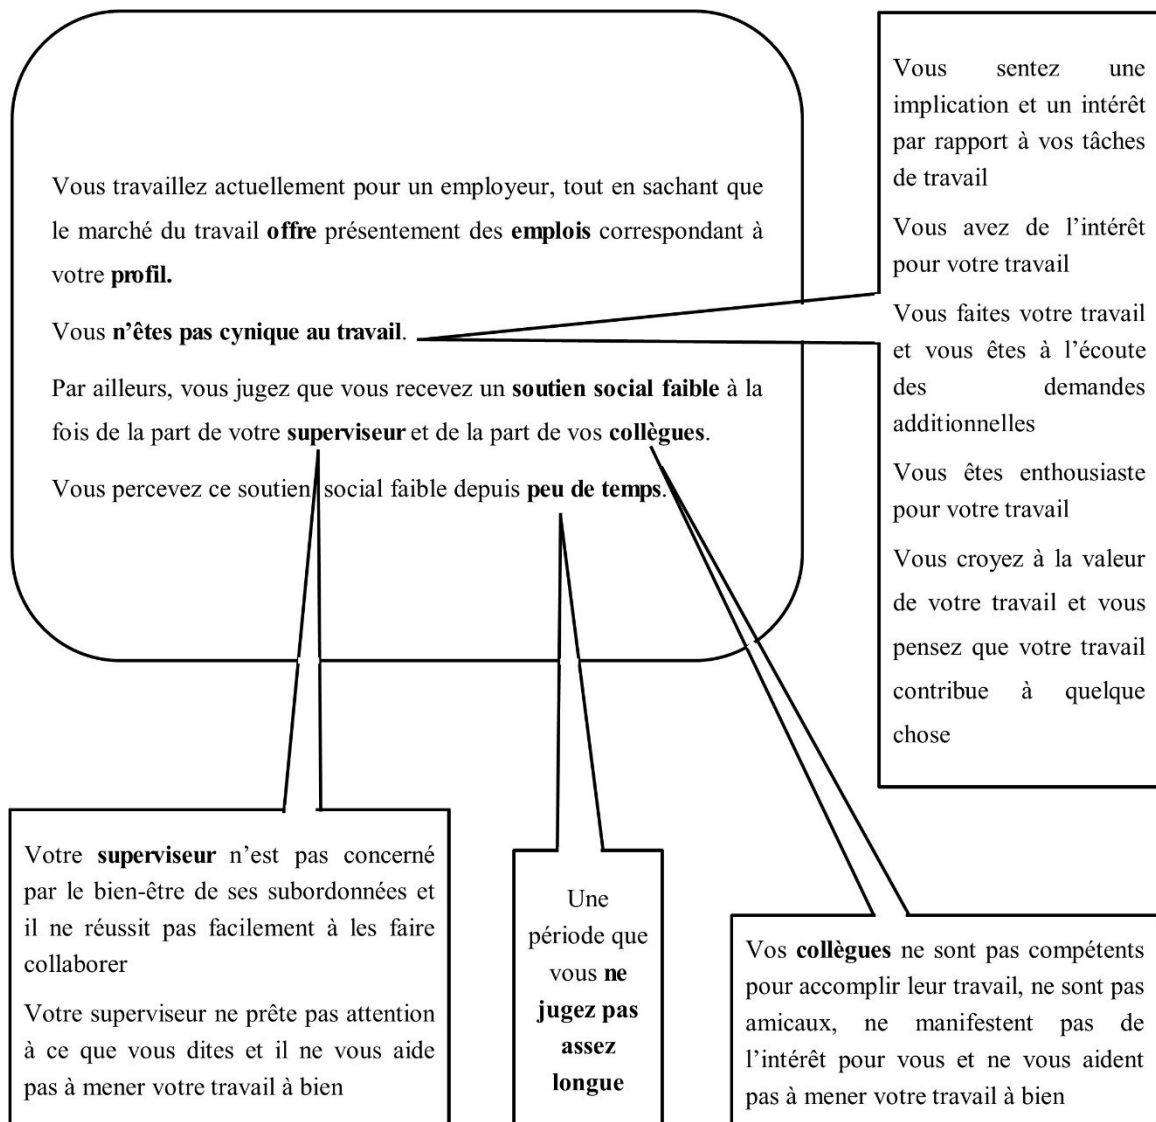 Vous travaillez actuellement pour un employeur, tout en sachant que
le marché du travail offre présentement des emplois correspondant à
votre profil.
Vous n'êtes pas cynique au travail.
Par ailleurs, vous jugez que vous recevez un soutien social faible à la
fois de la part de votre superviseur et de la part de vos collègues.
Vous percevez ce soutien social faible depuis peu de temps.
Vous sentez une
implication et un intérêt
par rapport à vos tâches
de travail
Vous avez de l'intérêt
pour votre travail
Vous faites votre travail
et vous êtes à l'écoute
des demandes
additionnelles
Vous êtes enthousiaste
pour votre travail
Vous croyez à la valeur
de votre travail et vous
pensez que votre travail
contribue à quelque
chose
Votre superviseur n'est pas concerné
par le bien-être de ses subordonnées et
il ne réussit pas facilement à les faire
collaborer
Votre superviseur ne prête pas attention
à ce que vous dites et il ne vous aide
pas à mener votre travail à bien
Une
période que
vous ne
jugez pas
assez
longue
Vos collègues ne sont pas compétents
pour accomplir leur travail, ne sont pas
amicaux, ne manifestent pas de
l'intérêt pour vous et ne vous aident
pas à mener votre travail à bien